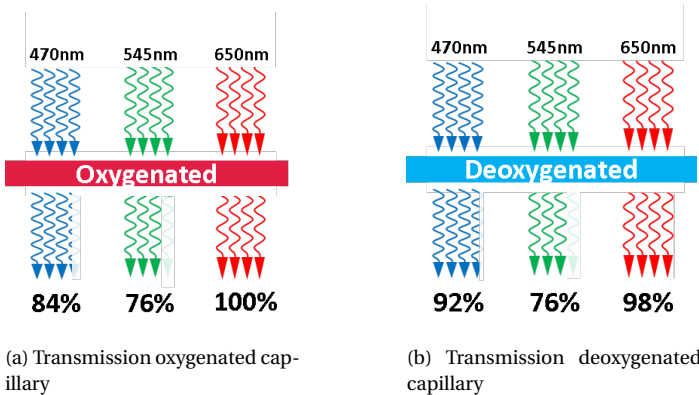 470nm 545nm 650nm
Oxygenated
84% 76% 100%
(a) Transmission oxygenated cap-
illary
470nm 545nm 650nm
Deoxygenated
92% 76% 98%
(b) Transmission deoxygenated
capillary